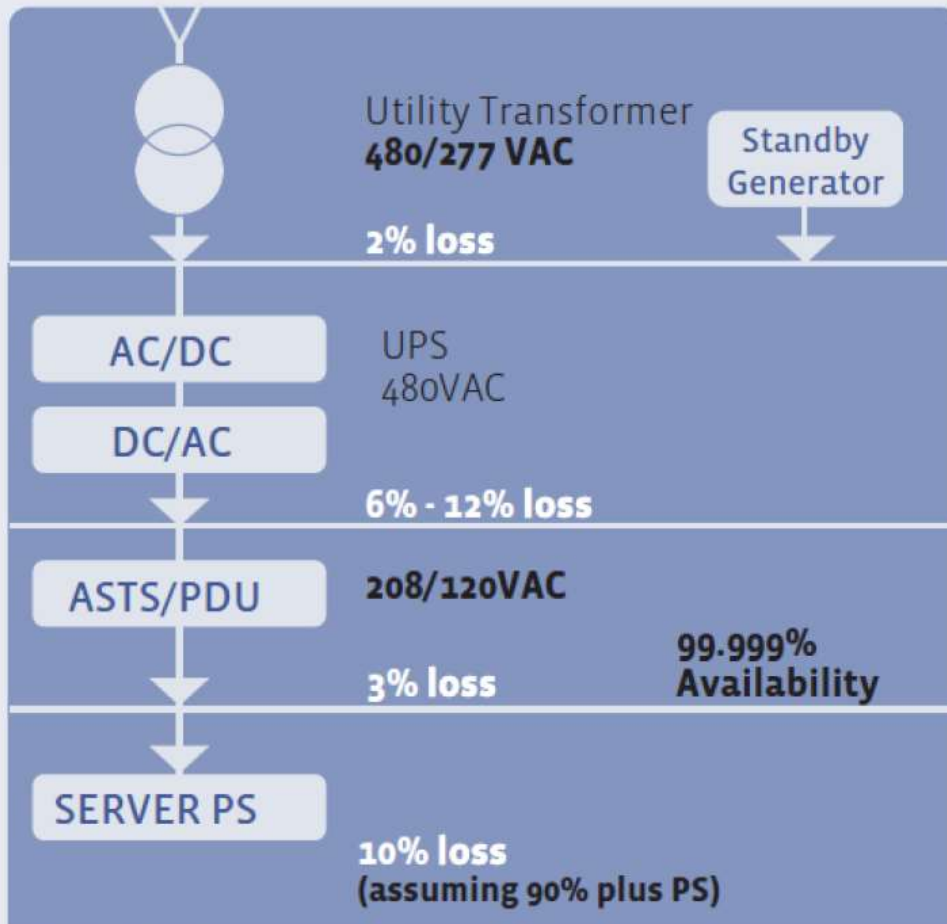 Utility Transformer
480/277 VAC
Standby
Generator
2% loss
AC/DC
UPS
480VAC
DC/AC
6% - 12% loss
ASTS/PDU
208/120VAC
99.999%
Availability
3% loss
SERVER PS
10% loss
(assuming 90% plus PS)